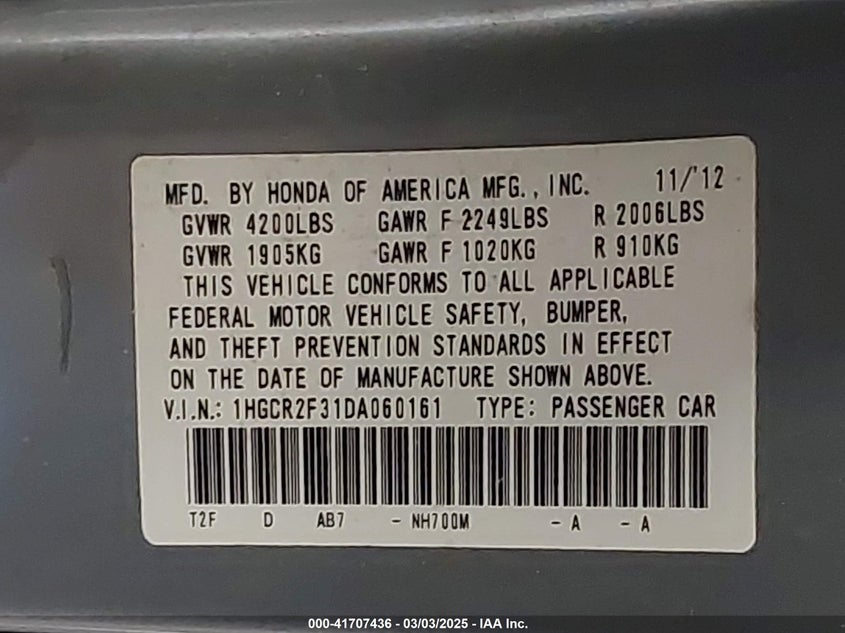 MFD. BY HONDA OF AMERICA MFG., INC. 11/'12
GVWR 4200LBS GAWR F 2249LBS R 2006LBS
GVWR 1905KG GAWR F 1020KG R 910KG
THIS VEHICLE CONFORMS TO ALL APPLICABLE
FEDERAL MOTOR VEHICLE SAFETY, BUMPER,
AND THEFT PREVENTION STANDARDS IN EFFECT
ON THE DATE OF MANUFACTURE SHOWN ABOVE.
V.I.N.: 1HGCR2F31DA060161 TYPE: PASSENGER CAR
T2F D AB7 - NH700M - A - A
000-41707436 - 03/03/2025 - IAA Inc.